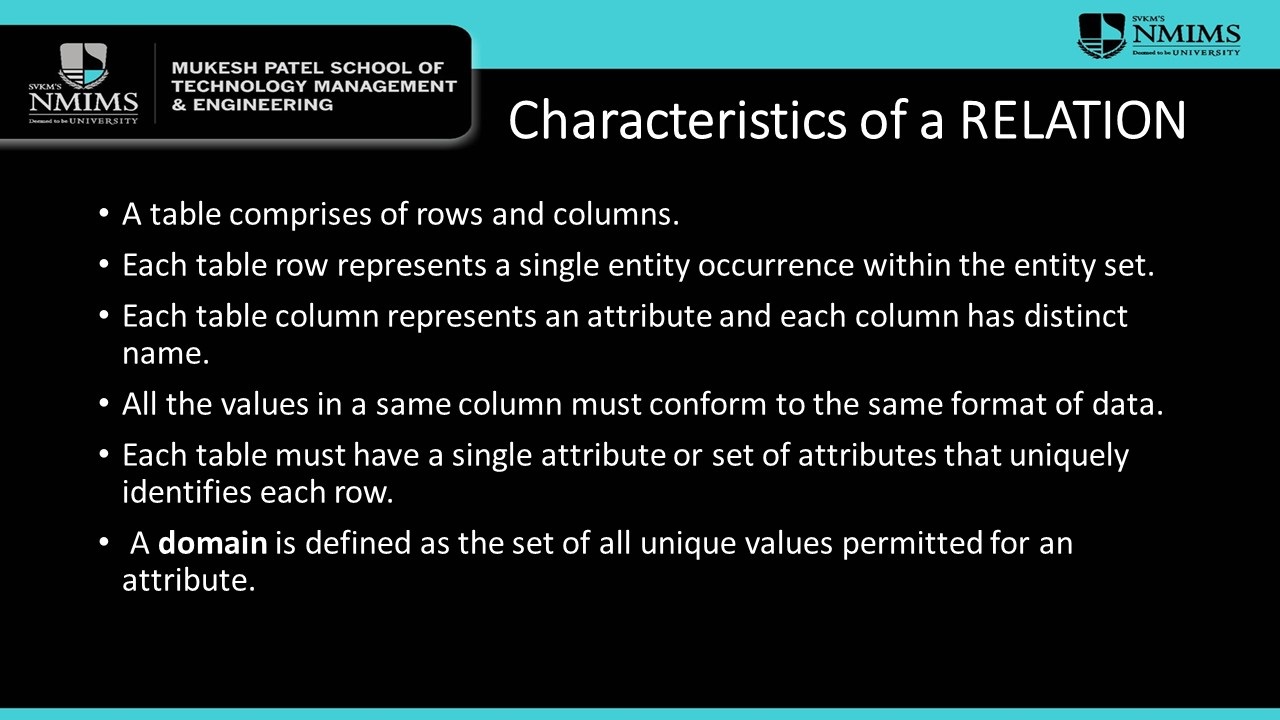 SVKM'S
NMIMS
Deemed to be UNIVERSITY
SVKM'S
NMIMS
Deemed to be UNIVERSITY
MUKESH PATEL SCHOOL OF
TECHNOLOGY MANAGEMENT
& ENGINEERING
Characteristics of a RELATION
• A table comprises of rows and columns.
• Each table row represents a single entity occurrence within the entity set.
• Each table column represents an attribute and each column has distinct
name.
• All the values in a same column must conform to the same format of data.
• Each table must have a single attribute or set of attributes that uniquely
identifies each row.
• A domain is defined as the set of all unique values permitted for an
attribute.